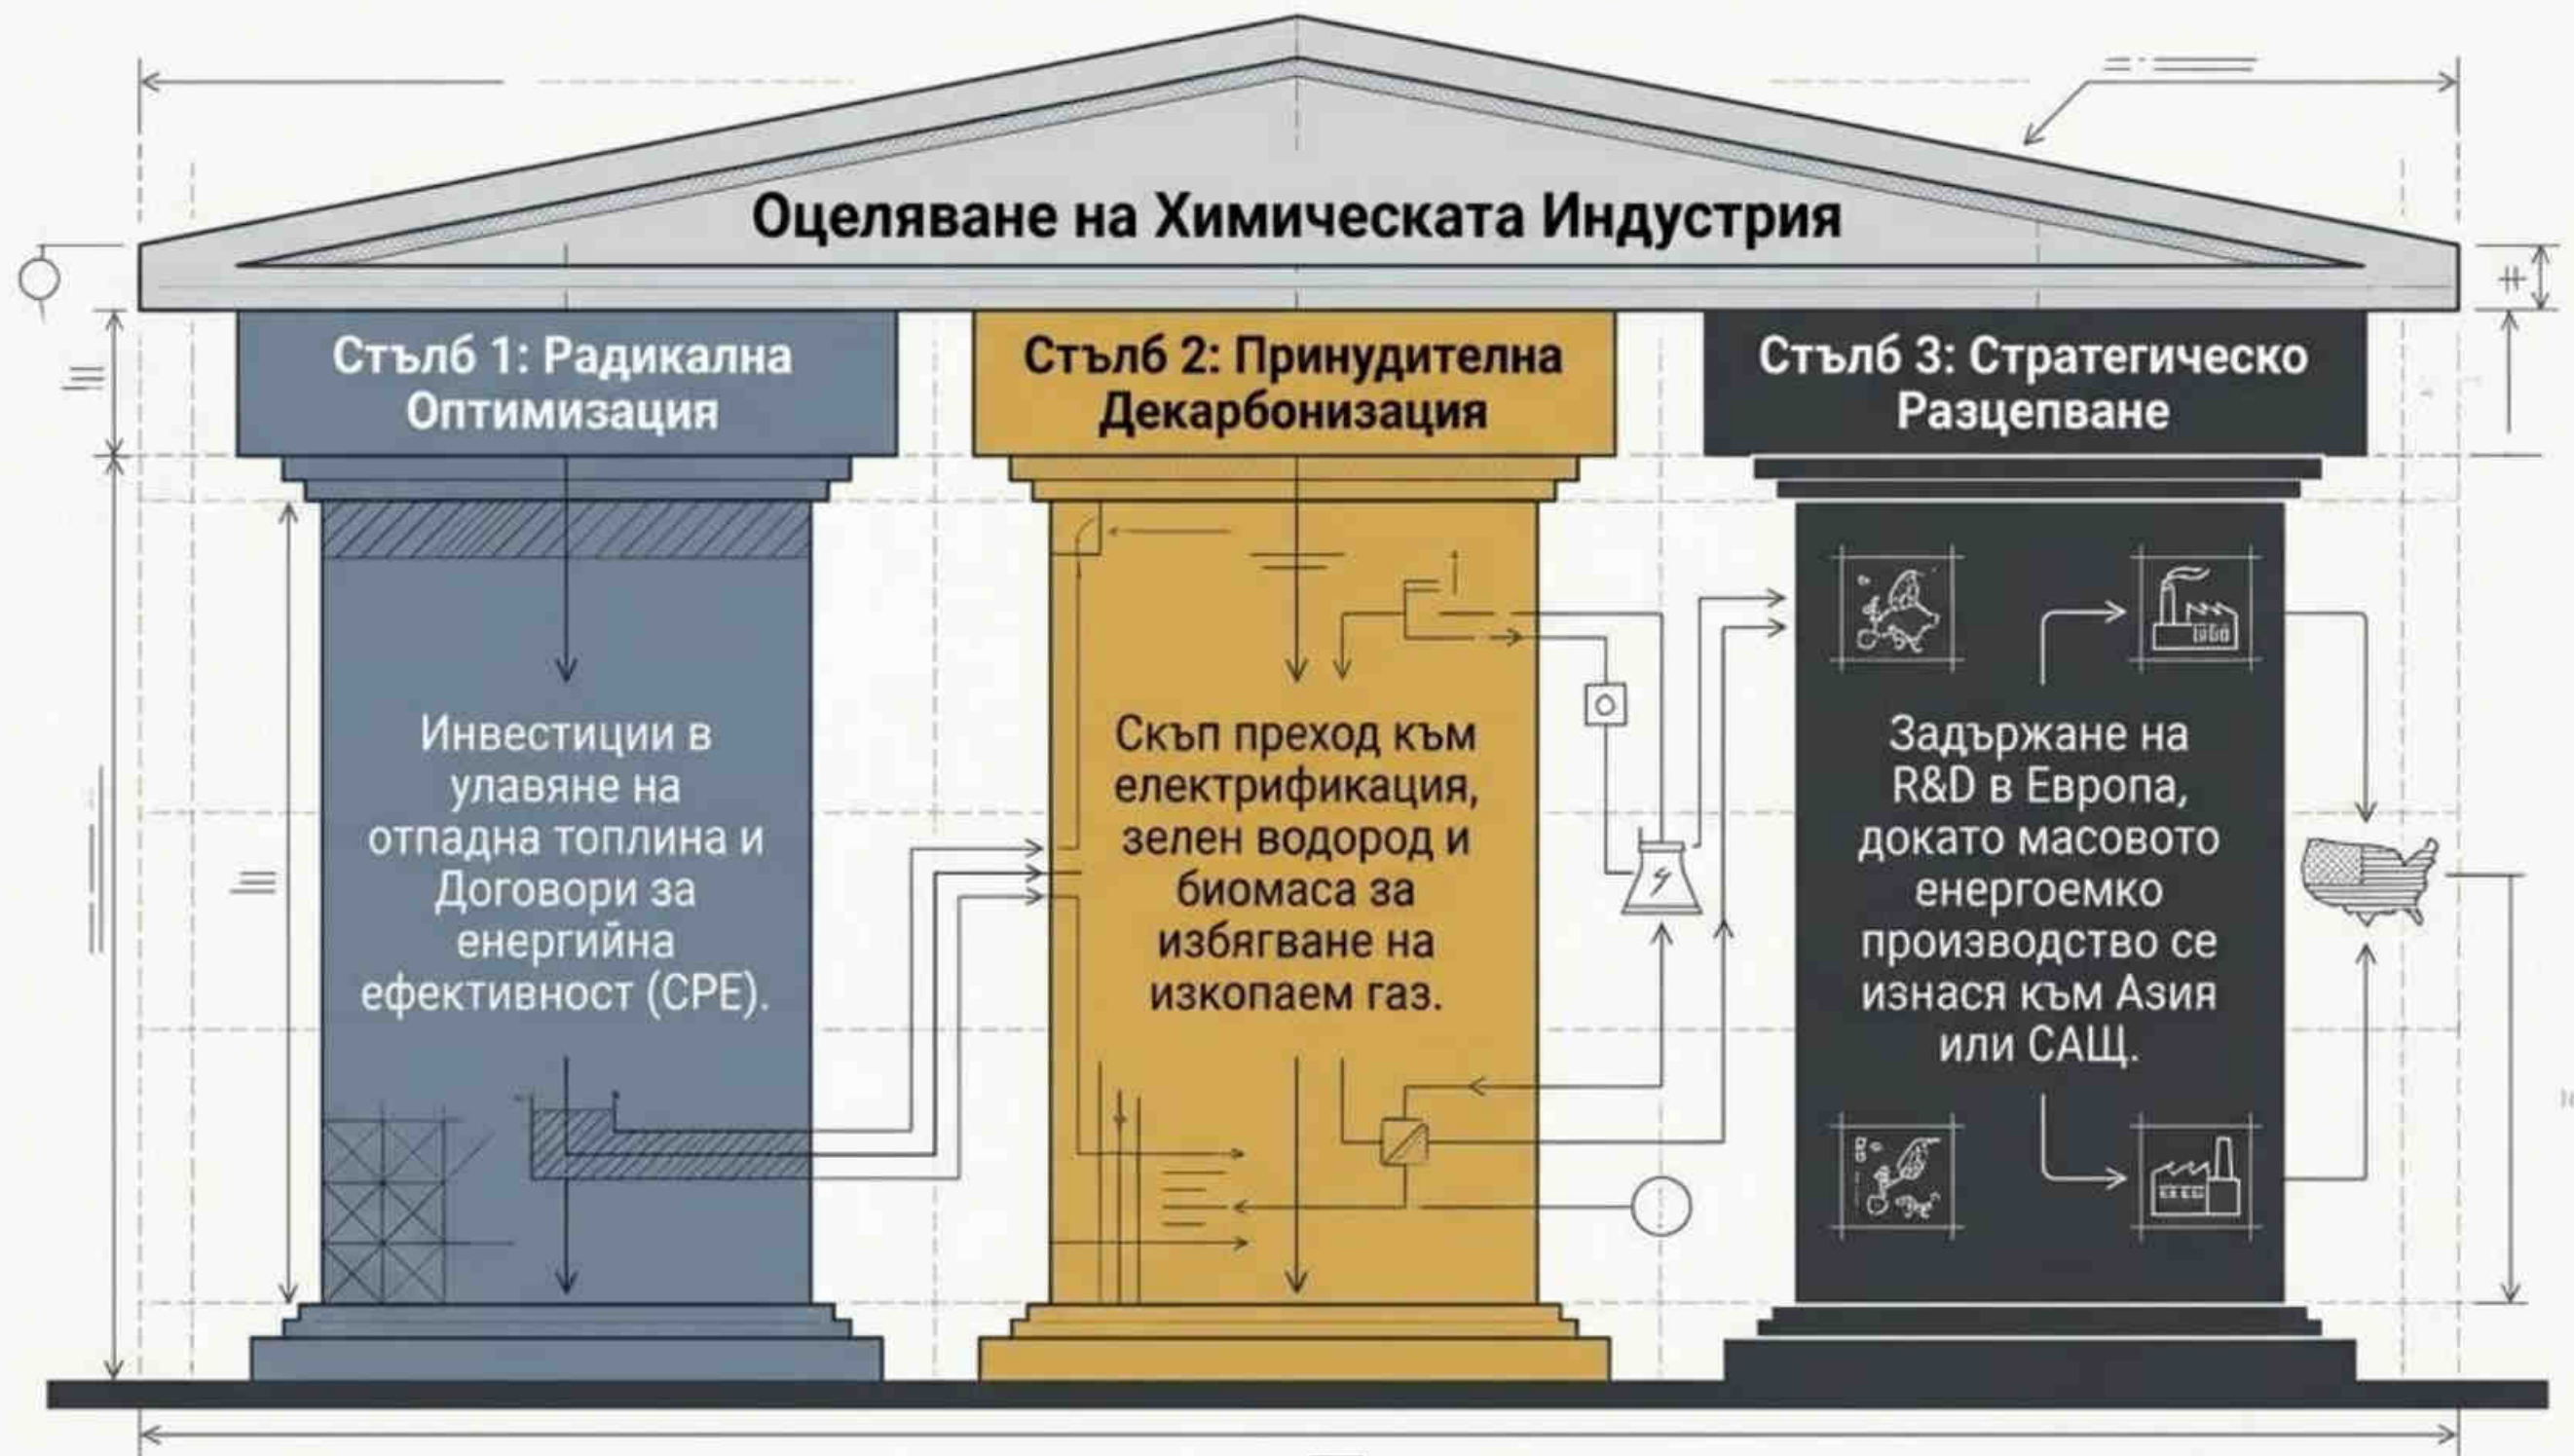 Оцеляване на Химическата Индустрия
Стълб 1: Радикална
Оптимизация
Инвестиции в
улавяне на
отпадна топлина и
Договори за
енергийна
ефективност (CPE).
Стълб 2: Принудителна
Декарбонизация
Скъп преход към
електрификация,
зелен водород и
биомаса за
избягване на
изкопаем газ.
Стълб 3: Стратегическо
Разцепване
Задържане на
R&D в Европа,
докато масовото
енергоемко
производство се
изнася към Азия
или САЩ.